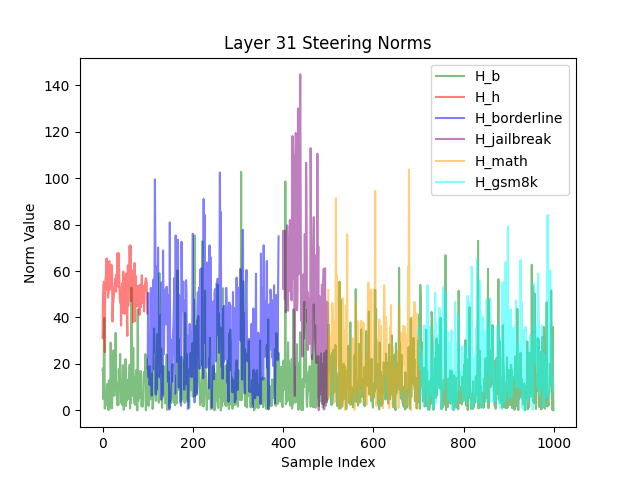 Layer 31 Steering Norms
140
120
100
80
60
40
20
0
Norm Value
H_b
H_h
H_borderline
H_jailbreak
H_math
H_gsm8k
0
200
400
600
800
1000
Sample Index